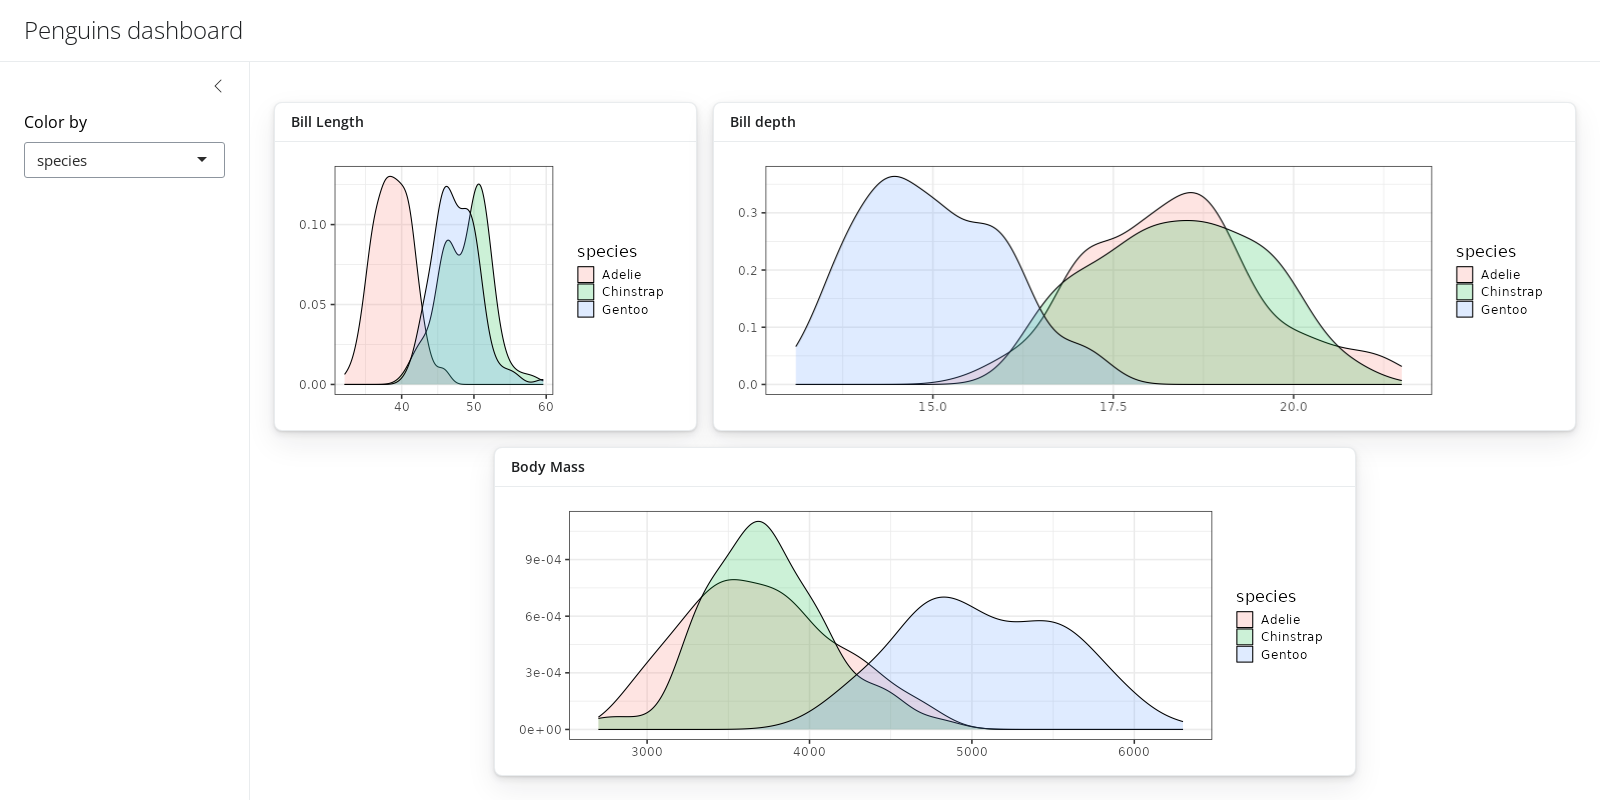 Penguins dashboard
Color by
species
Bill Length
0.10
0.05
0.00
40 50 60
species
Adelie
Chinstrap
Gentoo
Bill depth
0.3
0.2
0.1
0.0
15.0 17.5 20.0
species
Adelie
Chinstrap
Gentoo
Body Mass
9e-04
6e-04
3e-04
0e+00
3000 4000 5000 6000
species
Adelie
Chinstrap
Gentoo